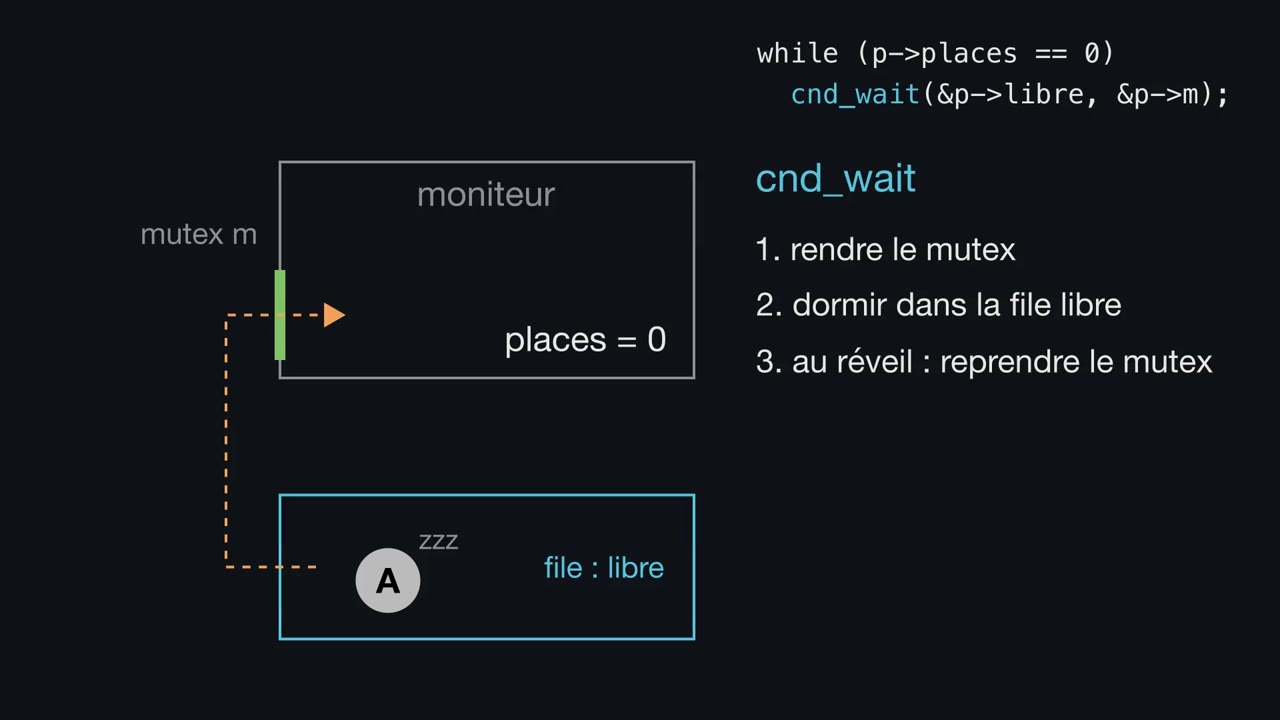 while (p->places == 0)
cnd_wait(&p->libre, &p->m);
moniteur
mutex m
places = 0
cnd_wait
1. rendre le mutex
2. dormir dans la file libre
3. au réveil : reprendre le mutex
zzz
A
file : libre